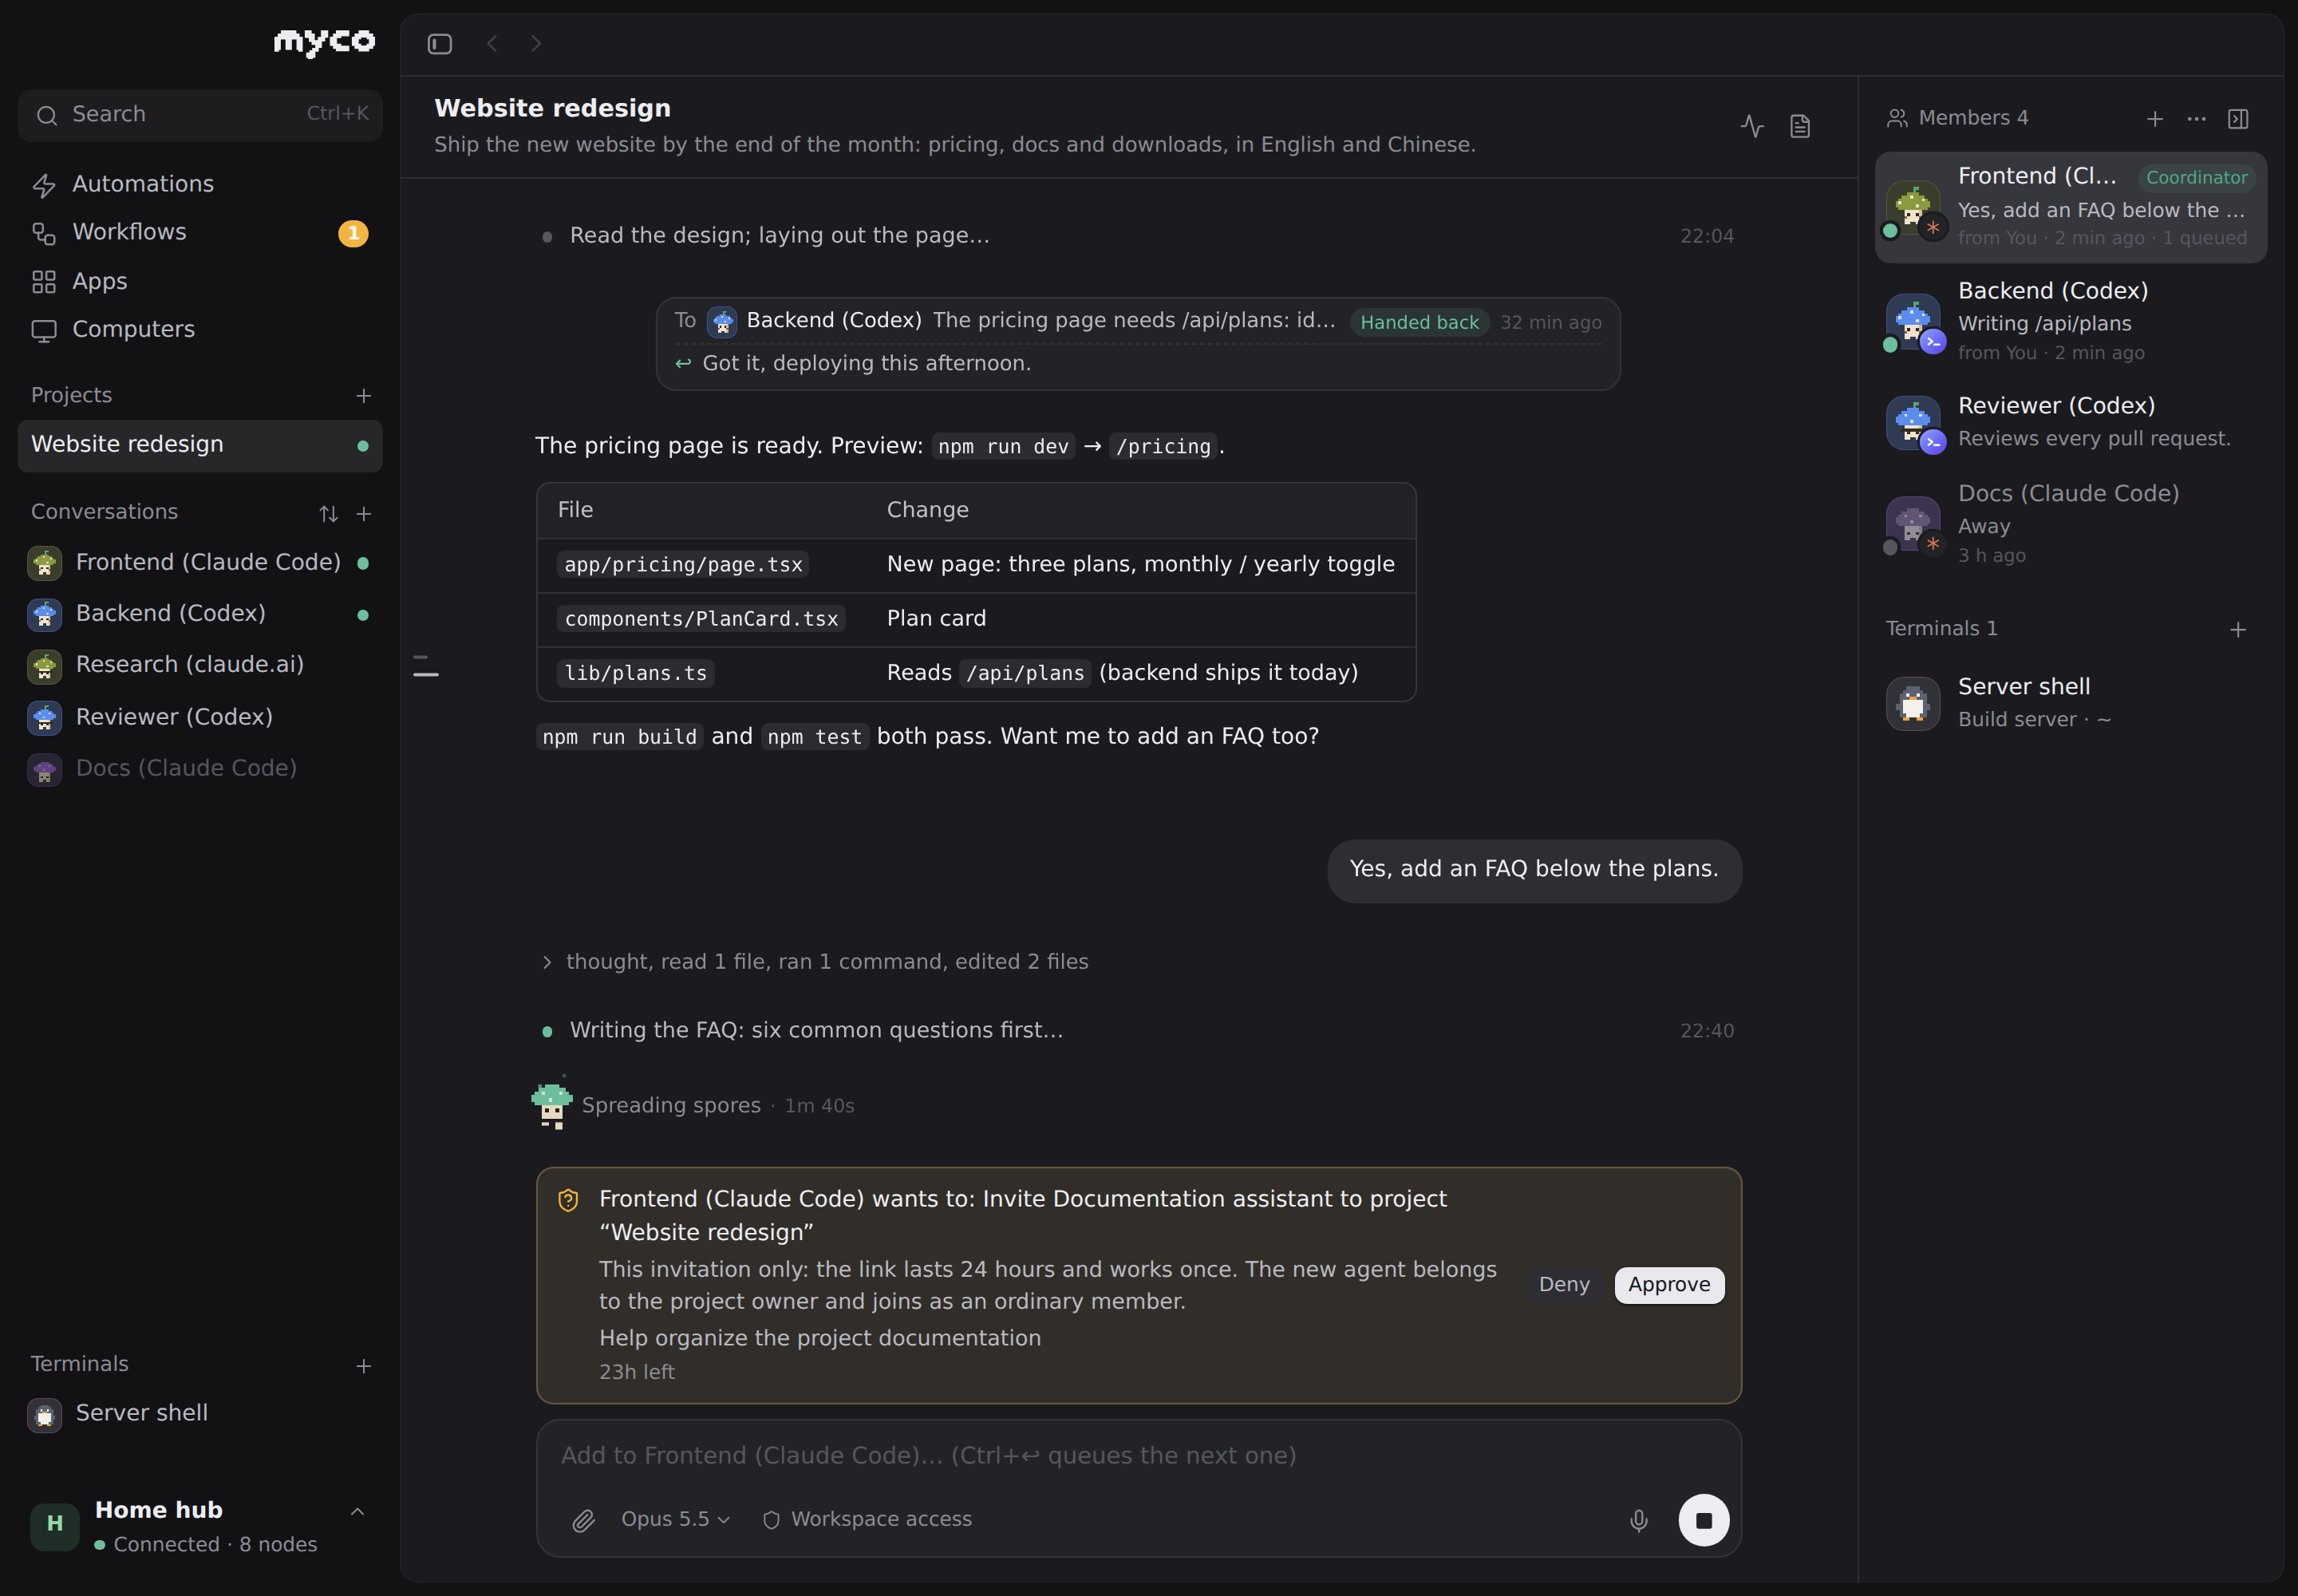 myco
Search Ctrl+K
Automations
Workflows 1
Apps
Computers
Projects
Website redesign
Conversations
Frontend (Claude Code)
Backend (Codex)
Research (claude.ai)
Reviewer (Codex)
Docs (Claude Code)
Terminals
Server shell
H
Home hub
Connected · 8 nodes
Website redesign
Ship the new website by the end of the month: pricing, docs and downloads, in English and Chinese.
Read the design; laying out the page… 22:04
To Backend (Codex) The pricing page needs /api/plans: id… Handed back 32 min ago
↩ Got it, deploying this afternoon.
The pricing page is ready. Preview: npm run dev → /pricing.
File Change
app/pricing/page.tsx New page: three plans, monthly / yearly toggle
components/PlanCard.tsx Plan card
lib/plans.ts Reads /api/plans (backend ships it today)
npm run build and npm test both pass. Want me to add an FAQ too?
Yes, add an FAQ below the plans.
thought, read 1 file, ran 1 command, edited 2 files
Writing the FAQ: six common questions first… 22:40
Spreading spores · 1m 40s
Frontend (Claude Code) wants to: Invite Documentation assistant to project
“Website redesign”
This invitation only: the link lasts 24 hours and works once. The new agent belongs
to the project owner and joins as an ordinary member.
Help organize the project documentation
23h left
Deny Approve
Add to Frontend (Claude Code)… (Ctrl+↩ queues the next one)
Opus 5.5 Workspace access
Members 4
Frontend (Cl… Coordinator
Yes, add an FAQ below the …
from You · 2 min ago · 1 queued
Backend (Codex)
Writing /api/plans
from You · 2 min ago
Reviewer (Codex)
Reviews every pull request.
Docs (Claude Code)
Away
3 h ago
Terminals 1
Server shell
Build server · ~